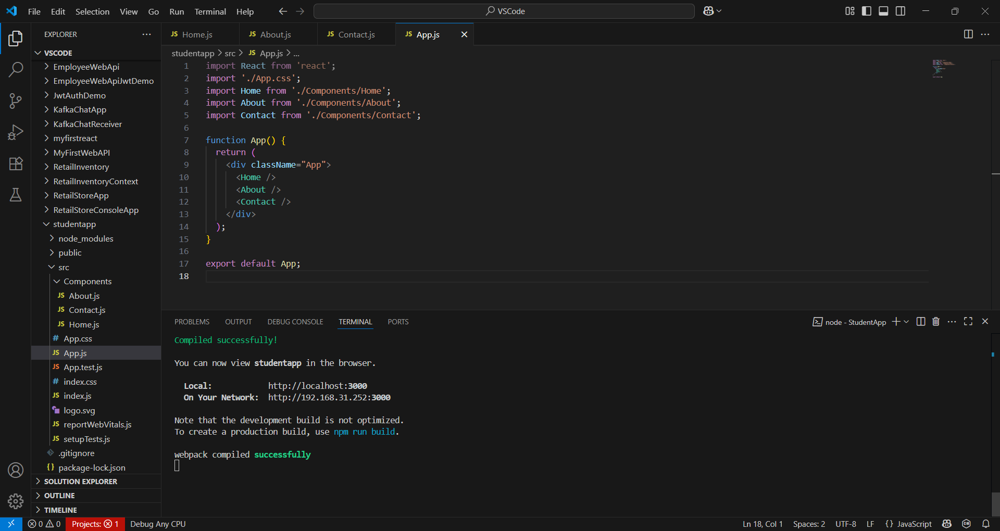 File Edit Selection View Go Run Terminal Help
VSCode
EXPLORER
VSCODE
EmployeeWebApi
EmployeeWebApiJwtDemo
JwtAuthDemo
KafkaChatApp
KafkaChatReceiver
myfirstreact
MyFirstWebAPI
RetailInventory
RetailInventoryContext
RetailStoreApp
RetailStoreConsoleApp
studentapp
node_modules
public
src
Components
JS About.js
JS Contact.js
JS Home.js
# App.css
JS App.js
JS App.test.js
# index.css
JS index.js
logo.svg
JS reportWebVitals.js
JS setupTests.js
.gitignore
{} package-lock.json
SOLUTION EXPLORER
OUTLINE
TIMELINE
JS Home.js JS About.js JS Contact.js JS App.js
studentapp > src > JS App.js > ...
1 import React from 'react';
2 import './App.css';
3 import Home from './Components/Home';
4 import About from './Components/About';
5 import Contact from './Components/Contact';
6
7 function App() {
8 return (
9 <div className="App">
10 <Home />
11 <About />
12 <Contact />
13 </div>
14 );
15 }
16
17 export default App;
18
PROBLEMS OUTPUT DEBUG CONSOLE TERMINAL PORTS
node - StudentApp
Compiled successfully!
You can now view studentapp in the browser.
Local: http://localhost:3000
On Your Network: http://192.168.31.252:3000
Note that the development build is not optimized.
To create a production build, use npm run build.
webpack compiled successfully
0 0 Projects: 1 Debug Any CPU
Ln 18, Col 1 Spaces: 2 UTF-8 LF {} JavaScript